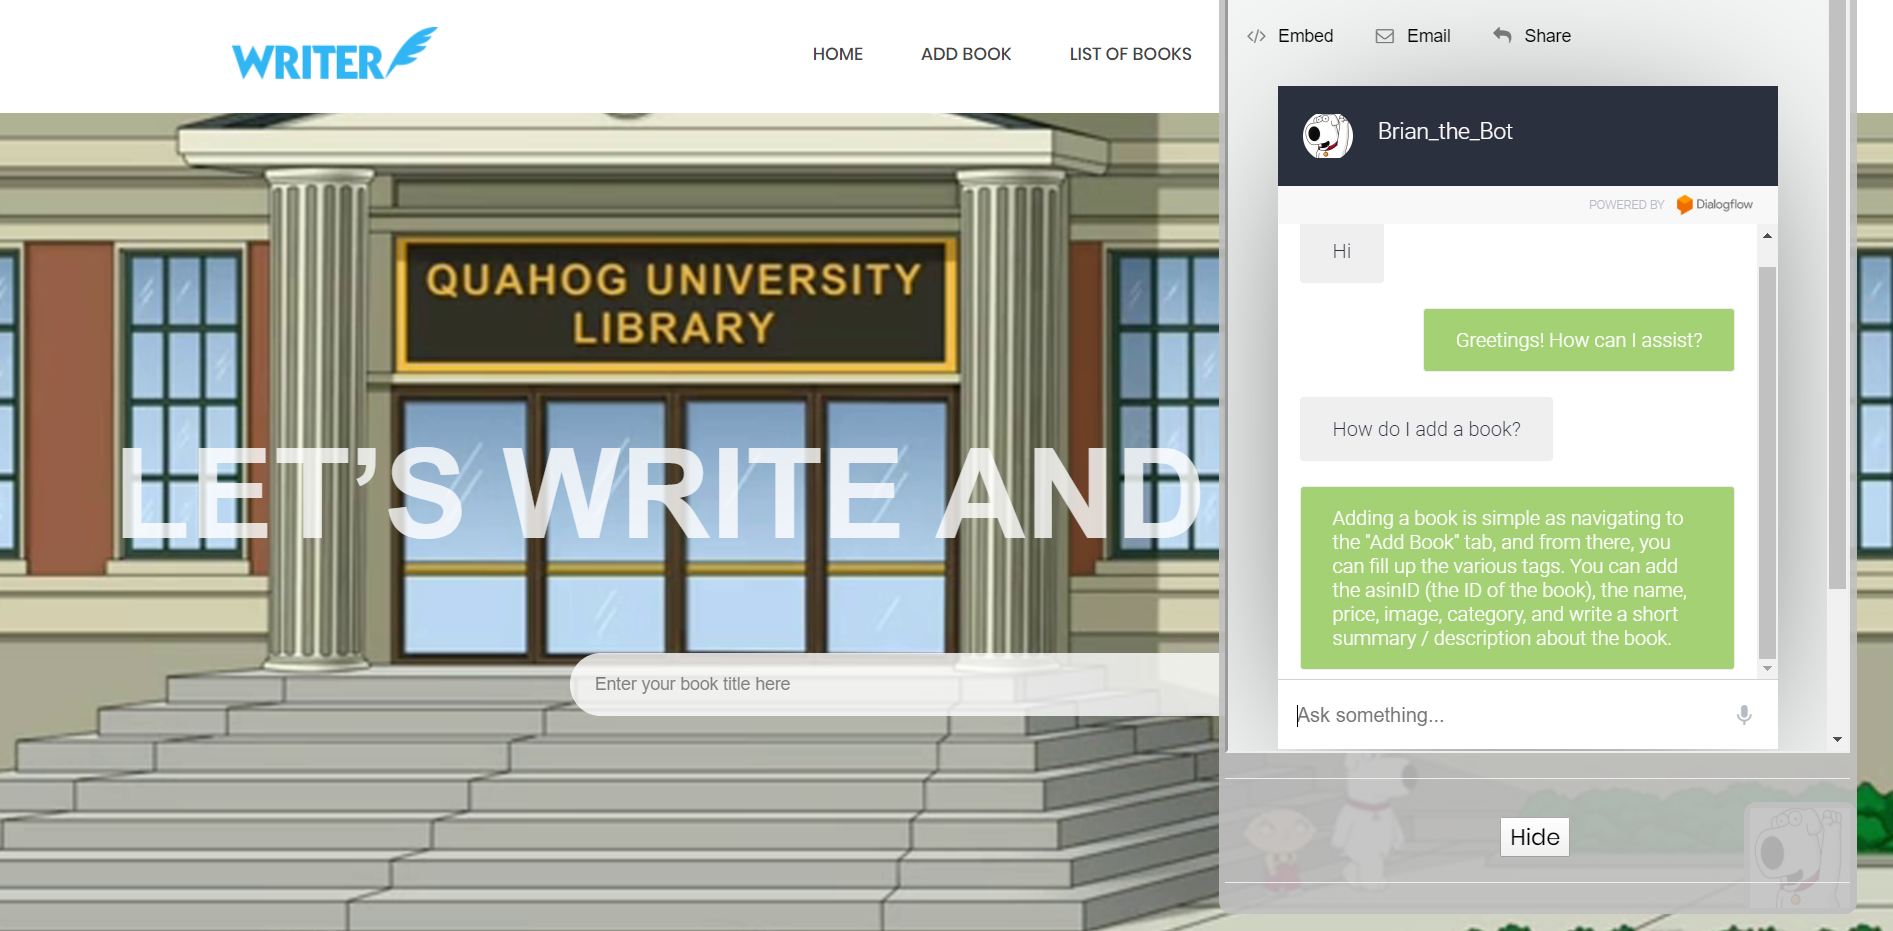 WRITER
HOME
ADD BOOK
LIST OF BOOKS
QUAHOG UNIVERSITY
LIBRARY
LET'S WRITE AND
Enter your book title here
Embed
Email
Share
Brian_the_Bot
POWERED BY Dialogflow
Hi
Greetings! How can I assist?
How do I add a book?
Adding a book is simple as navigating to
the "Add Book" tab, and from there, you
can fill up the various tags. You can add
the asinID (the ID of the book), the name,
price, image, category, and write a short
summary / description about the book.
Ask something...
Hide